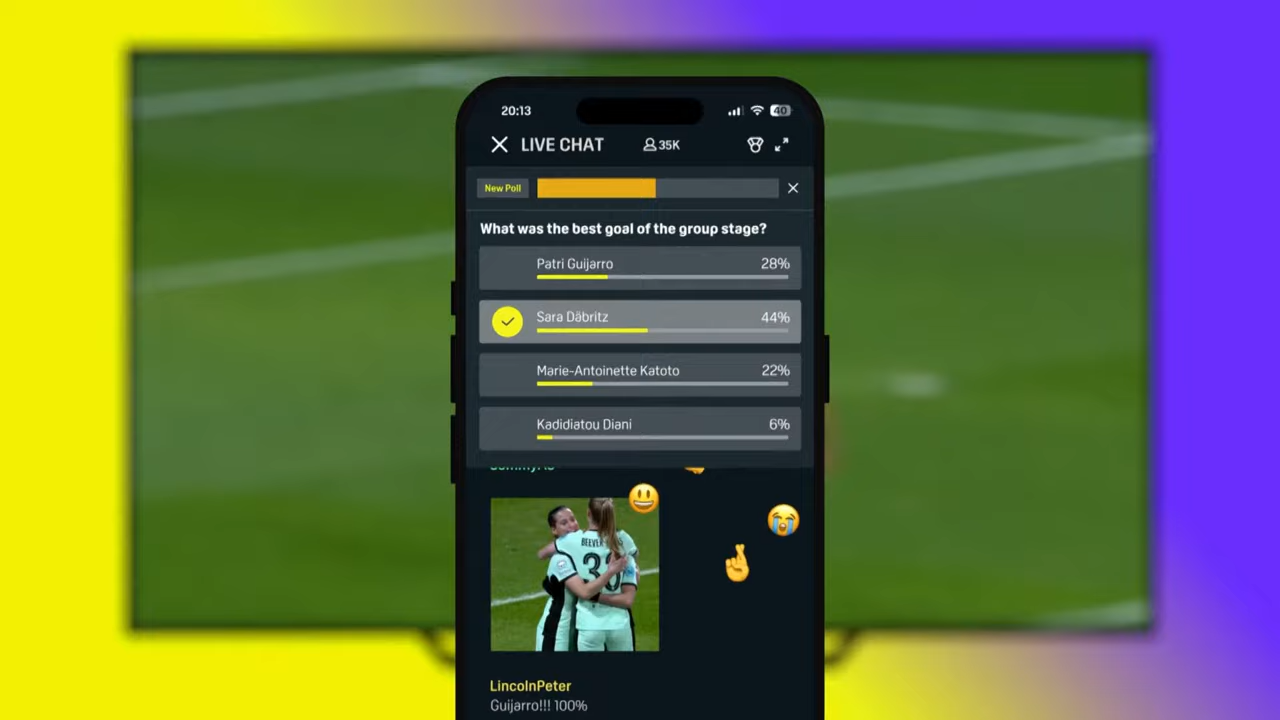 20:13
40
LIVE CHAT
35K
New Poll
What was the best goal of the group stage?
Patri Guijarro
28%
Sara Däbritz
44%
Marie-Antoinette Katoto
22%
Kadidiatou Diani
6%
33
LincolnPeter
Guijarro!!! 100%